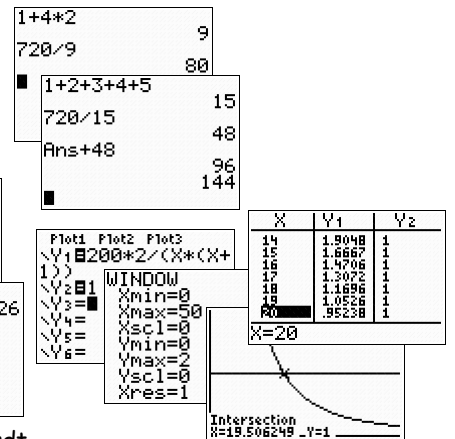 1+4*2
9
720/9
80
1+2+3+4+5
15
720/15
48
Ans+48
96
144
Plot1 Plot2 Plot3
\Y1=200*2/(X*(X+
1))
\Y2=1
\Y3=
\Y4=
\Y5=
\Y6=
WINDOW
Xmin=0
Xmax=50
Xscl=0
Ymin=0
Ymax=2
Yscl=0
Xres=1
X Y1 Y2
14 1.9048 1
15 1.6667 1
16 1.4706 1
17 1.3072 1
18 1.1696 1
19 1.0526 1
20 .95238 1
X=20
Intersection
X=19.506249 Y=1
26